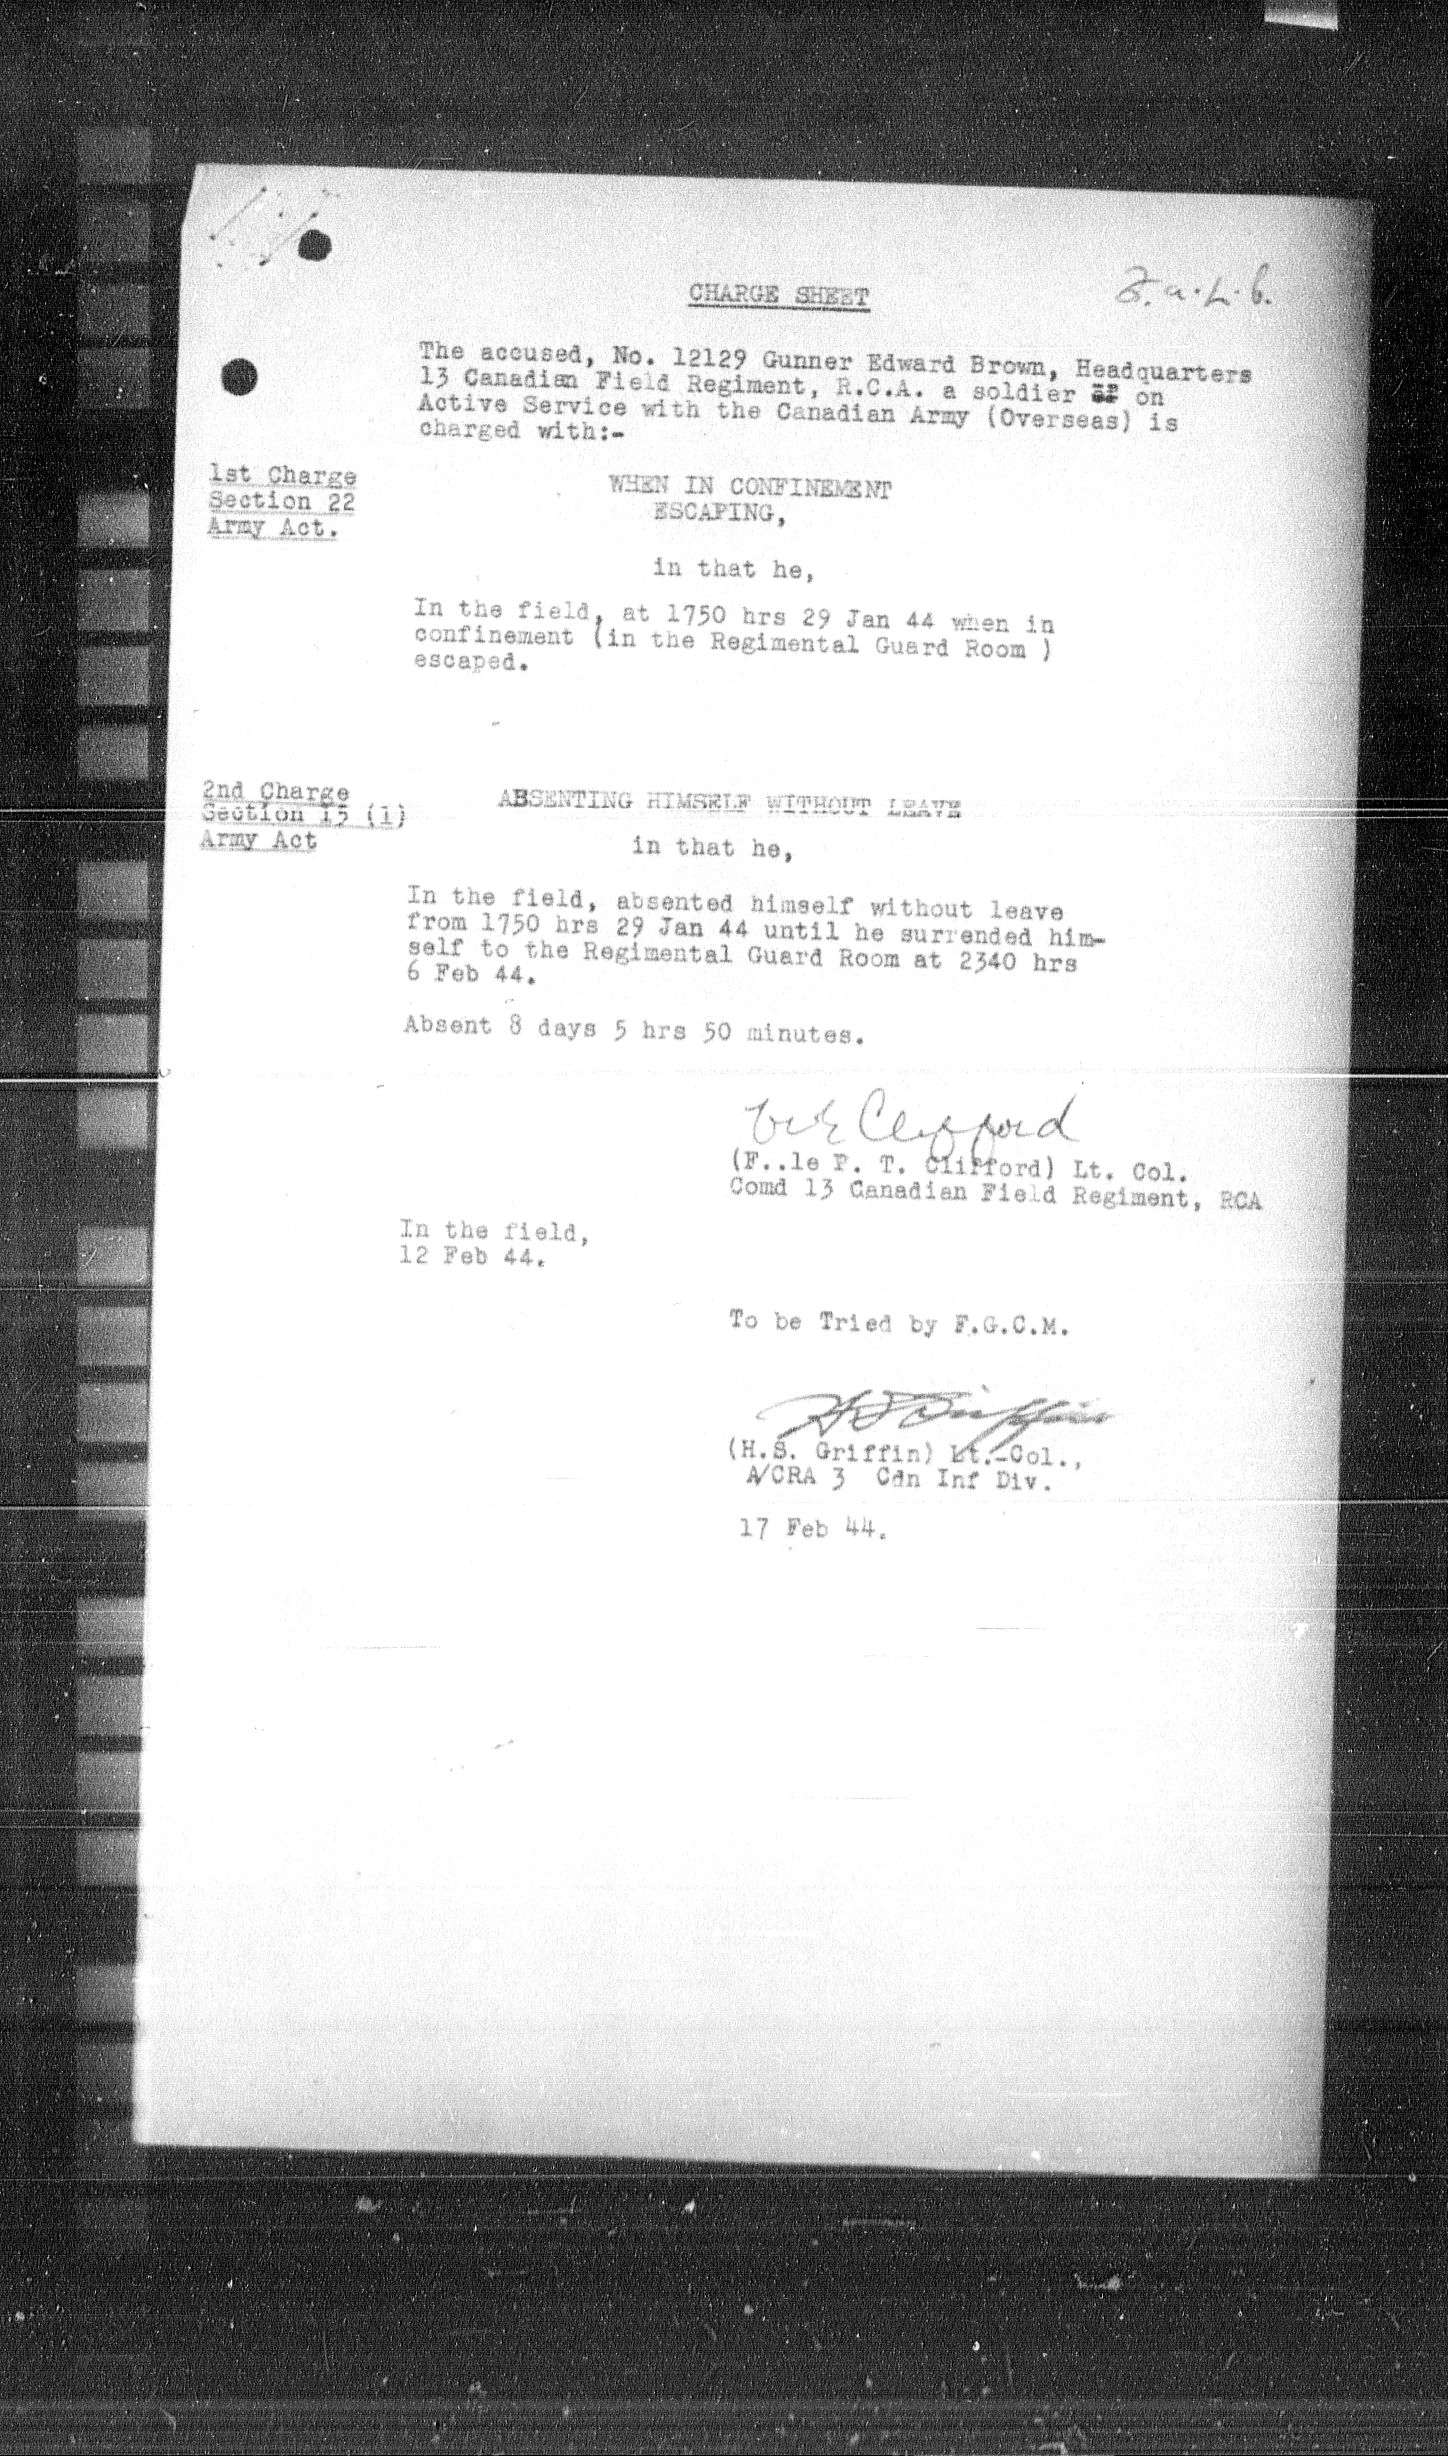 CHARGE SHEET
The accused, No. 12129 Gunner Edward Brown, Headquarters
13 Canadian Field Regiment, R.C.A. a soldier on
Active Service with the Canadian Army (Overseas) is
charged with:-
1st Charge
Section 22
Army Act.
WHEN IN CONFINEMENT
ESCAPING,
in that he,
In the field, at 1750 hrs 29 Jan 44 when in
confinement (in the Regimental Guard Room )
escaped.
2nd Charge
Section 15 (1)
Army Act
ABSENTING HIMSELF WITHOUT LEAVE
in that he,
In the field, absented himself without leave
from 1750 hrs 29 Jan 44 until he surrended him-
self to the Regimental Guard Room at 2340 hrs
6 Feb 44.
Absent 8 days 5 hrs 50 minutes.
Clifford
(F..le P. T. Clifford) Lt. Col.
Comd 13 Canadian Field Regiment, RCA
In the field,
12 Feb 44.
To be Tried by F.G.C.M.
HS Griffin
(H.S. Griffin) Lt.-Col.,
A/CRA 3 Cdn Inf Div.
17 Feb 44.